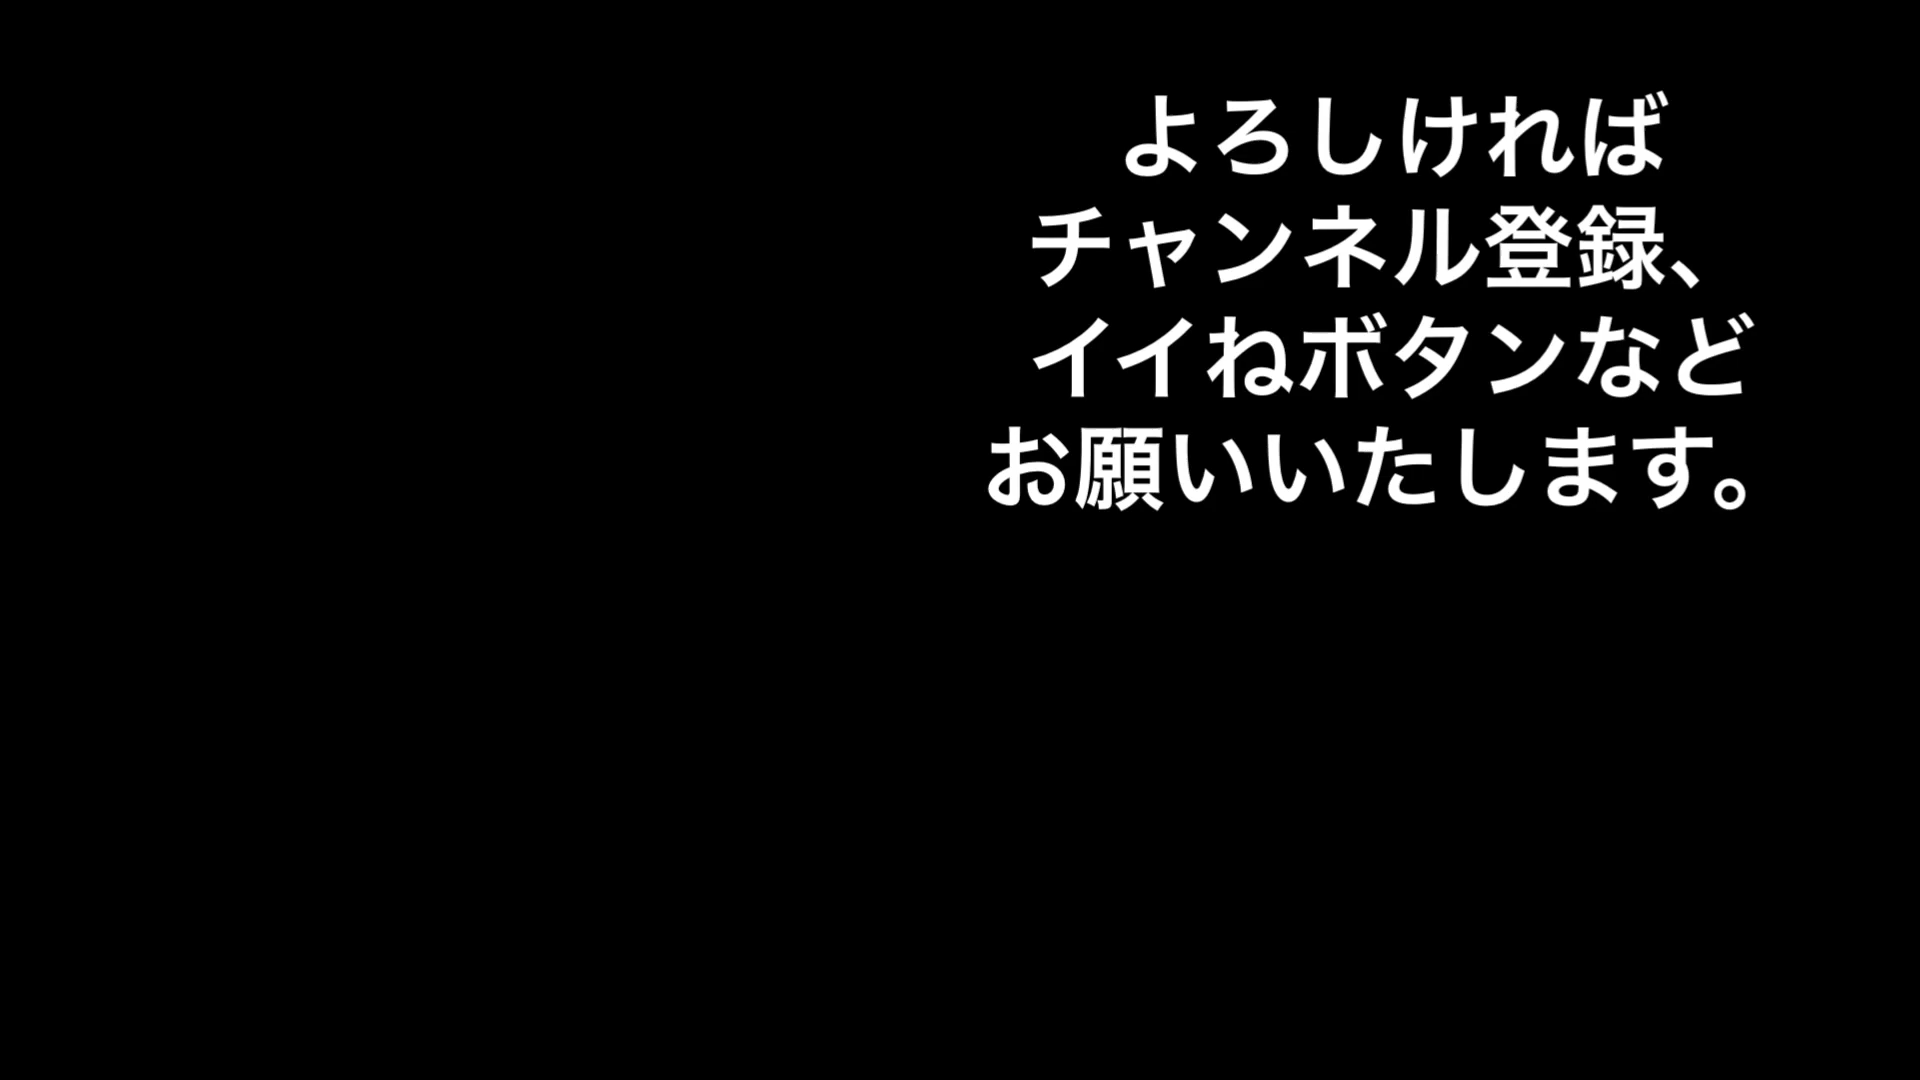 よろしければ
チャンネル登録、
イイねボタンなど
お願いいたします。